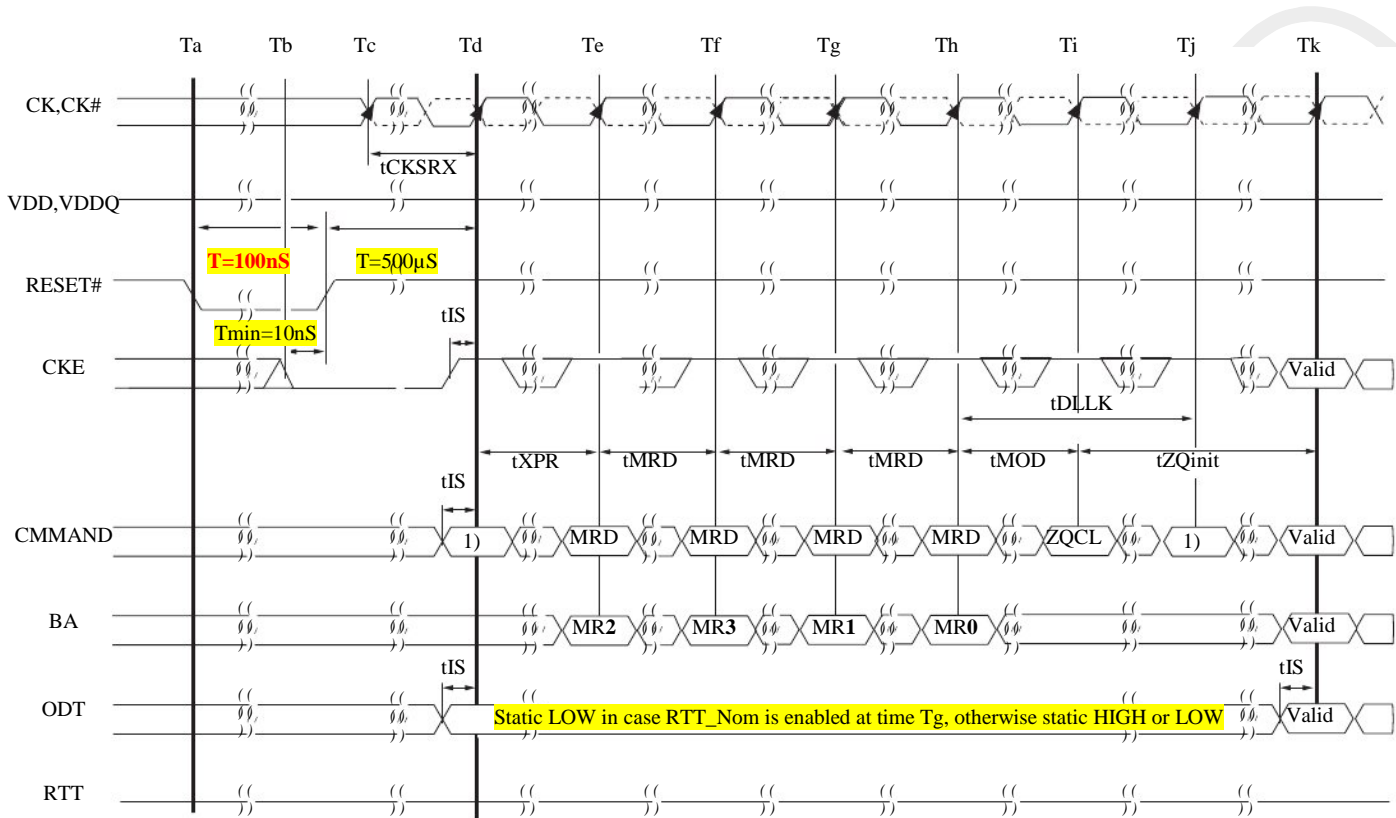 Ta Tb Tc Td Te Tf Tg Th Ti Tj Tk
CK,CK#
tCKSRX
VDD,VDDQ
T=100nS T=500µS
RESET#
Tmin=10nS tIS
CKE Valid
tDLLK
tXPR tMRD tMRD tMRD tMOD tZQinit
tIS
CMMAND 1) MRD MRD MRD MRD ZQCL 1) Valid
BA MR2 MR3 MR1 MR0 Valid
tIS tIS
ODT Static LOW in case RTT_Nom is enabled at time Tg, otherwise static HIGH or LOW Valid
RTT